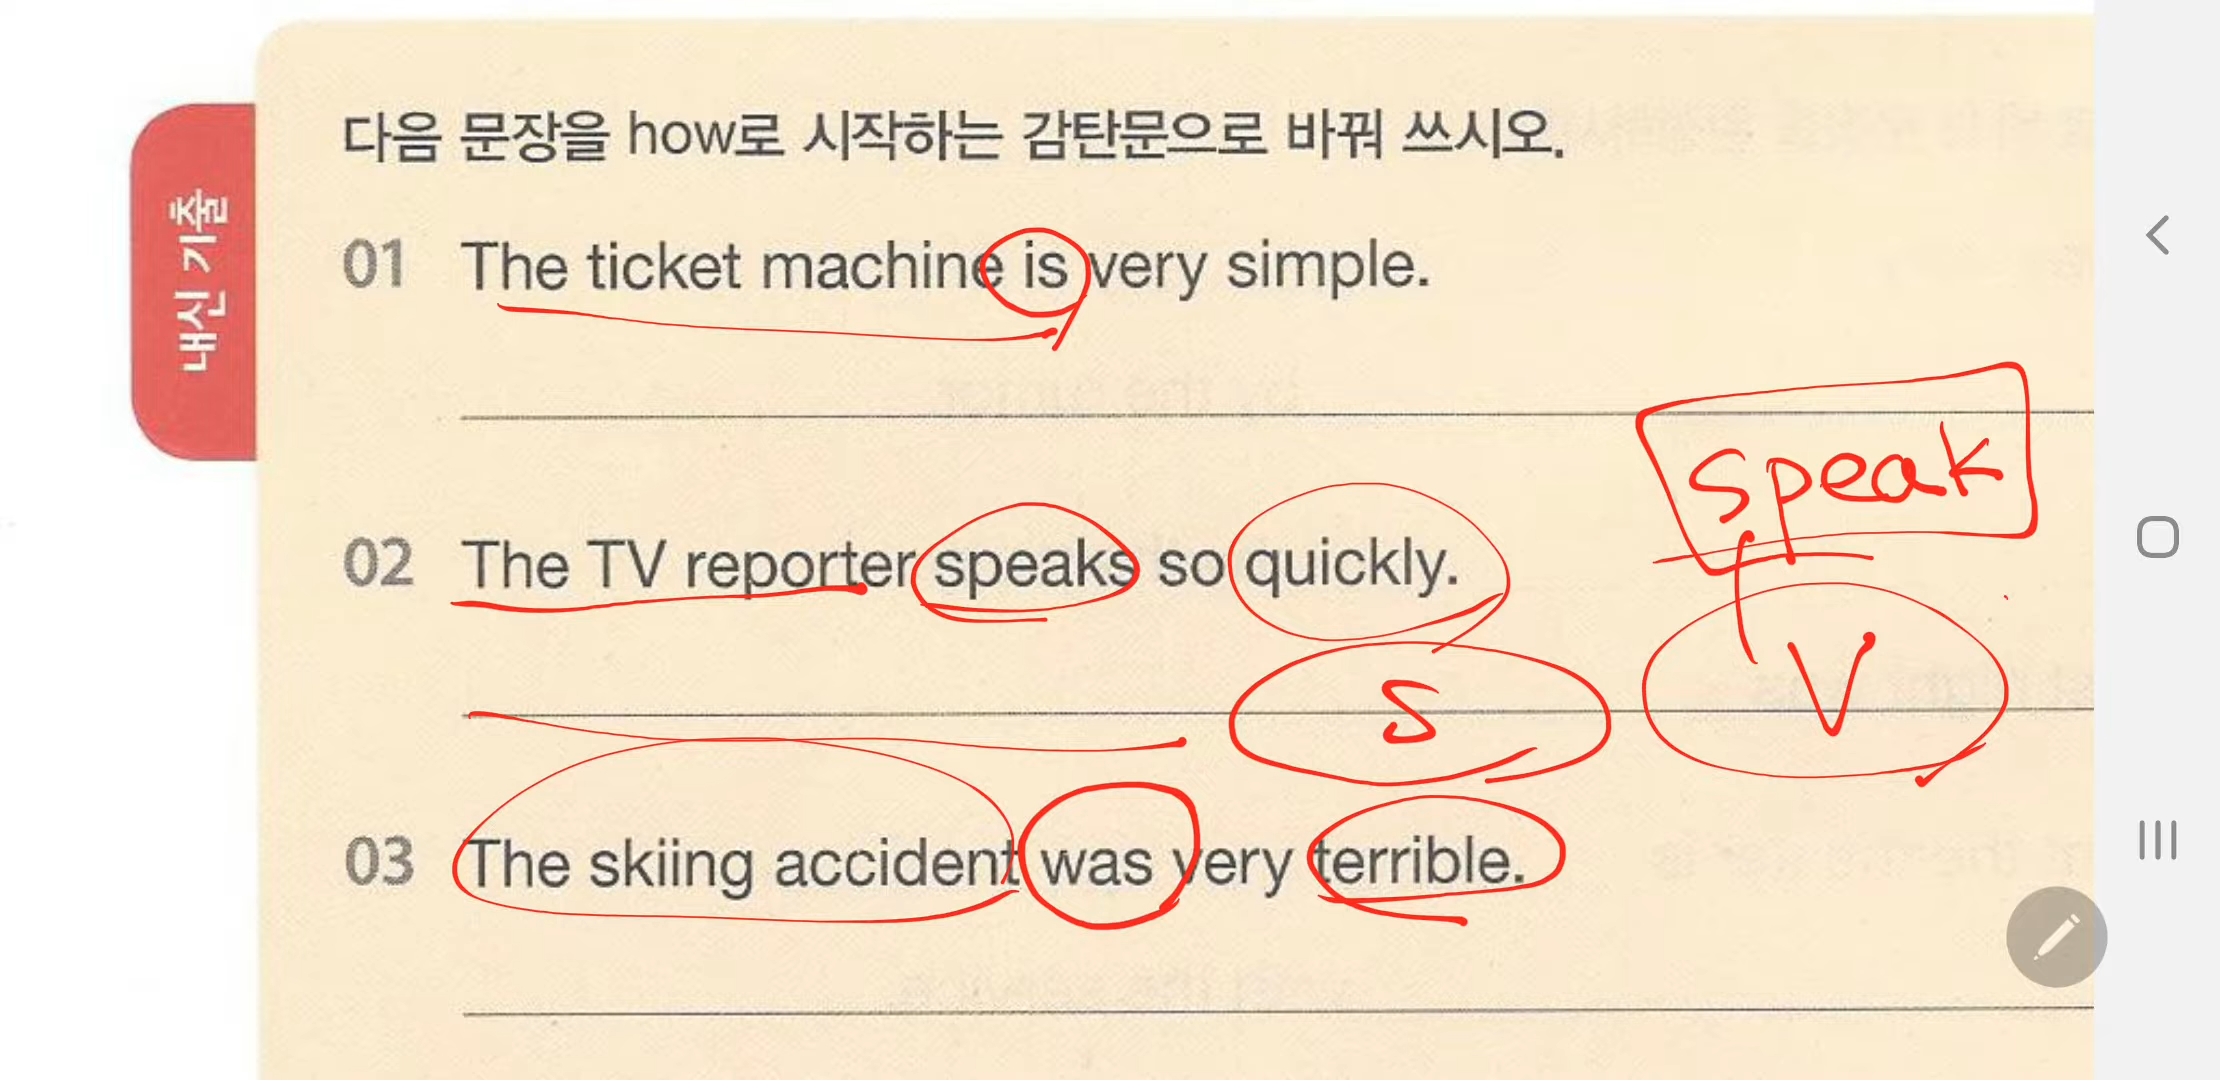 내신 기출
다음 문장을 how로 시작하는 감탄문으로 바꿔 쓰시오.
01 The ticket machine is very simple.
speak
02 The TV reporter speaks so quickly.
S V
03 The skiing accident was very terrible.